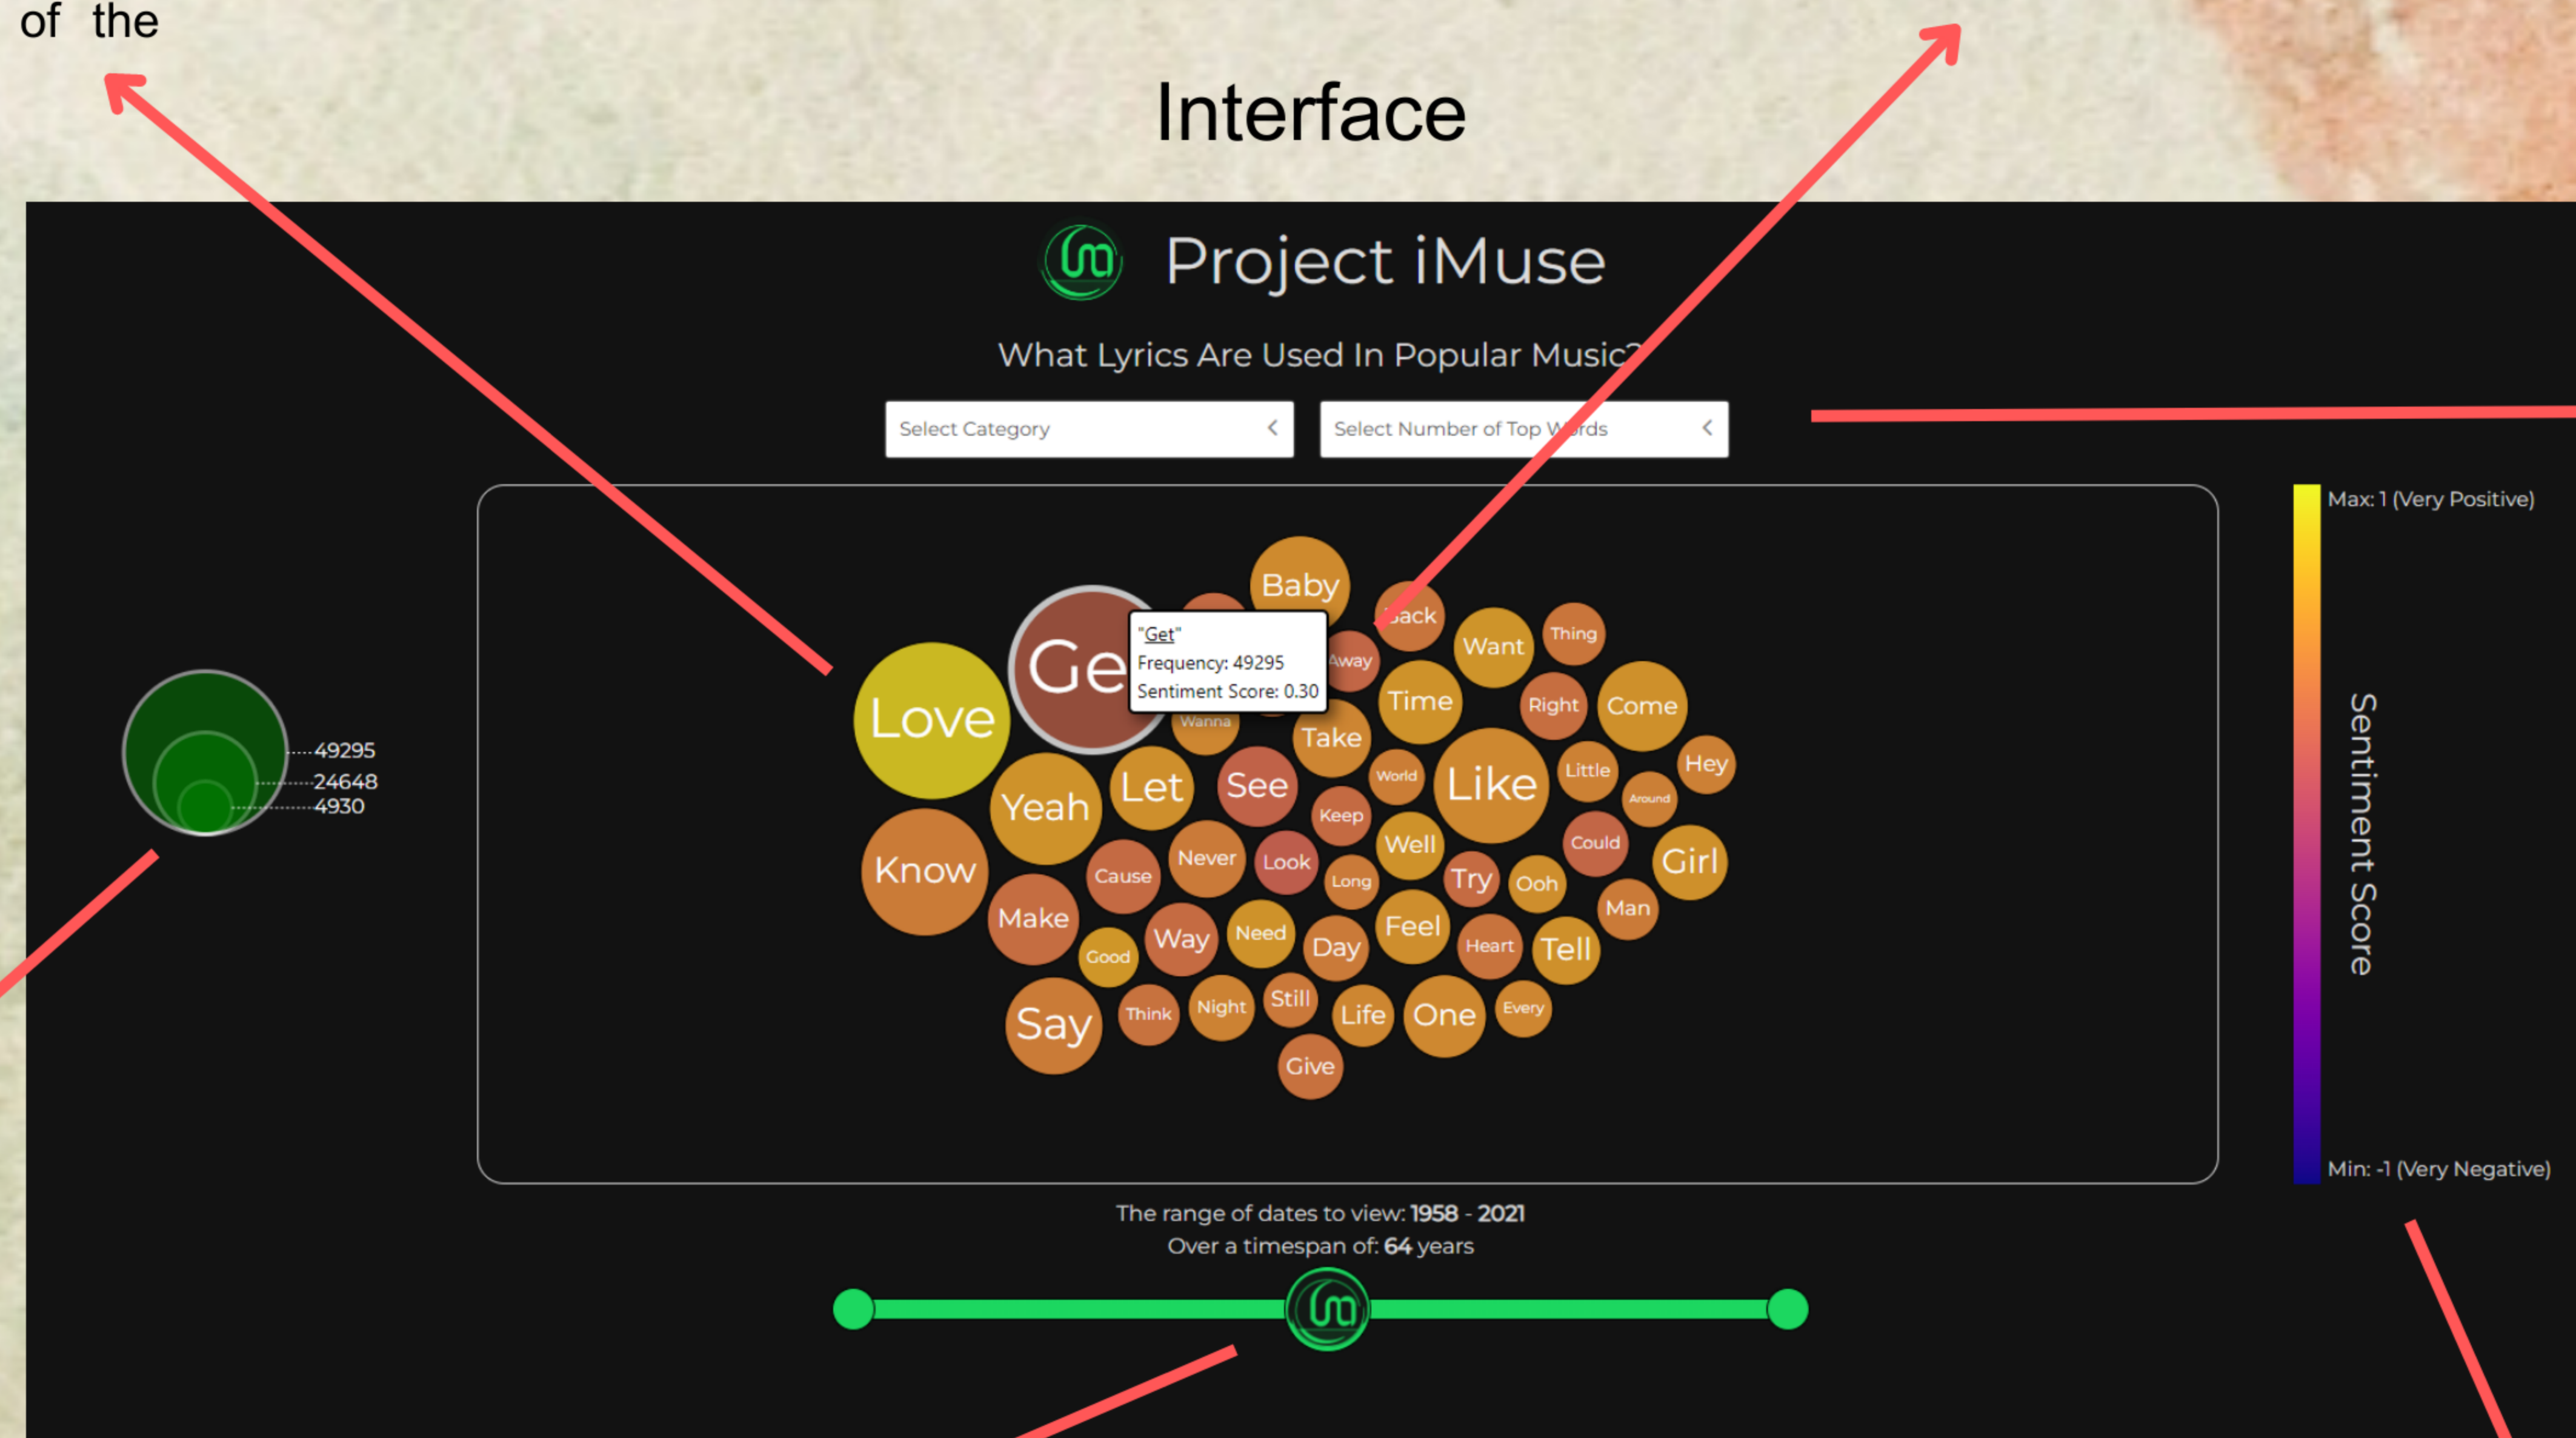 of the
Interface
Project iMuse
What Lyrics Are Used In Popular Music?
Select Category
Select Number of Top Words
Max: 1 (Very Positive)
Sentiment Score
Min: -1 (Very Negative)
49295
24648
4930
Baby
Back
Want
Thing
"Get"
Frequency: 49295
Sentiment Score: 0.30
Ge
Love
Away
Wanna
Time
Right
Come
Take
Let
See
World
Like
Little
Hey
Yeah
Keep
Around
Know
Cause
Never
Look
Well
Could
Girl
Long
Try
Ooh
Make
Man
Good
Way
Need
Day
Feel
Heart
Tell
Say
Think
Night
Still
Life
One
Every
Give
The range of dates to view: 1958 - 2021
Over a timespan of: 64 years